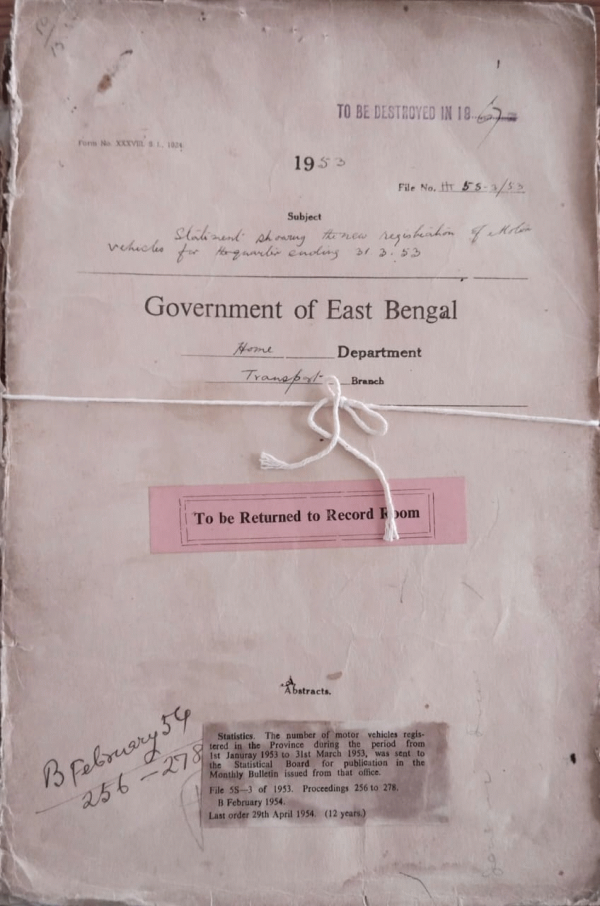 TO BE DESTROYED IN 19 67
Form No. XXXVIII S 1, 1924.
1953
File No. 5S-3/53
Subject
Statement showing the new registration of Motor
vehicles for the quarter ending 31.3.53
Government of East Bengal
Home Department
Transport Branch
To be Returned to Record Room
Abstracts.
B February 54
256 – 278
Statistics. The number of motor vehicles regis-
tered in the Province during the period from
1st Januray 1953 to 31st March 1953, was sent to
the Statistical Board for publication in the
Monthly Bulletin issued from that office.
File 5S—3 of 1953. Proceedings 256 to 278.
B February 1954.
Last order 29th April 1954. (12 years.)